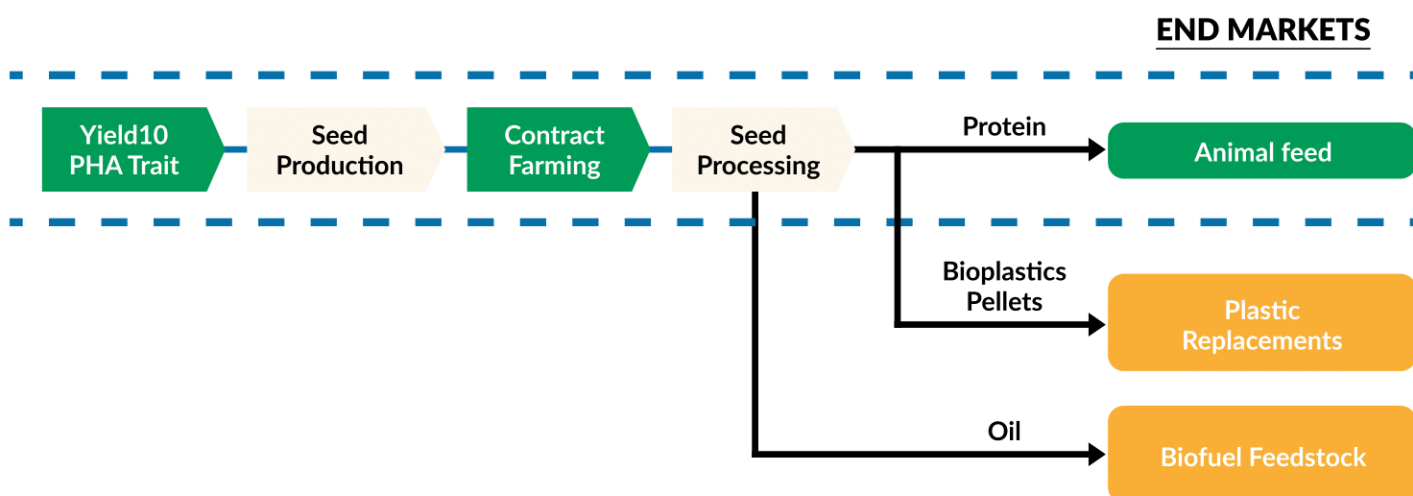 END MARKETS
Yield10
PHA Trait
Seed
Production
Contract
Farming
Seed
Processing
Protein
Animal feed
Bioplastics
Pellets
Plastic
Replacements
Oil
Biofuel Feedstock